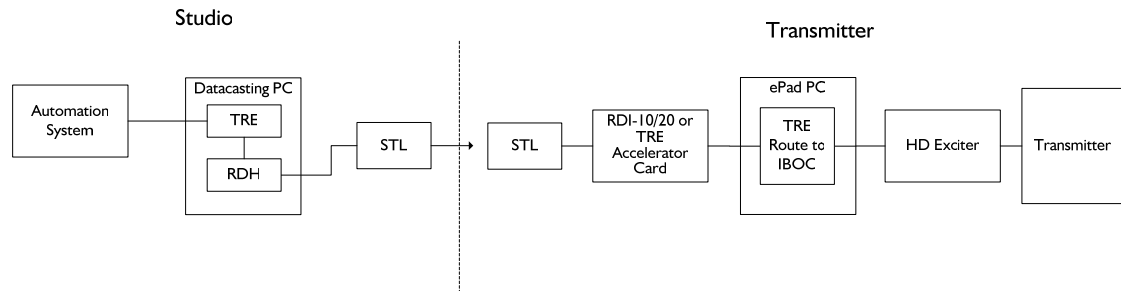 Studio
Transmitter
Automation
System
Datacasting PC
TRE
RDH
STL
STL
RDI-10/20 or
TRE
Accelerator
Card
ePad PC
TRE
Route to
IBOC
HD Exciter
Transmitter